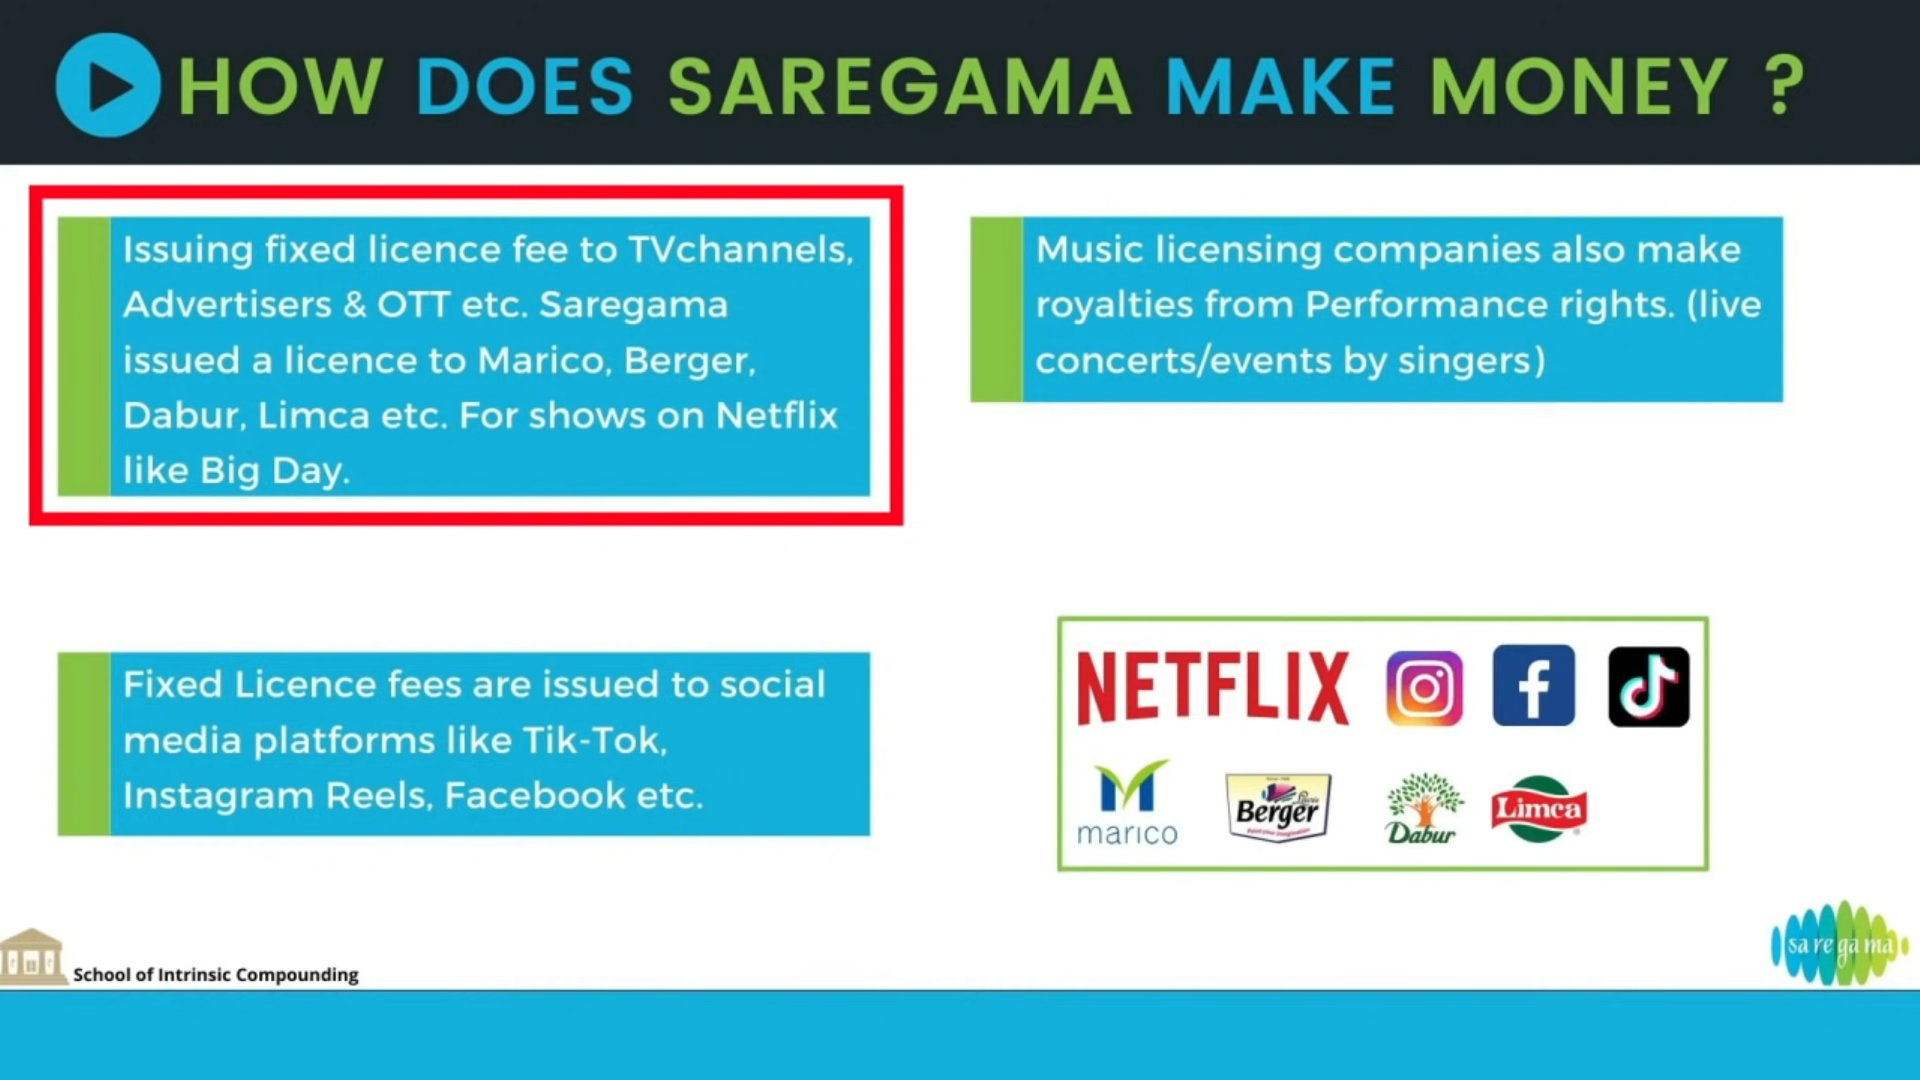 HOW DOES SAREGAMA MAKE MONEY ?
Issuing fixed licence fee to TVchannels,
Advertisers & OTT etc. Saregama
issued a licence to Marico, Berger,
Dabur, Limca etc. For shows on Netflix
like Big Day.
Music licensing companies also make
royalties from Performance rights. (live
concerts/events by singers)
Fixed Licence fees are issued to social
media platforms like Tik-Tok,
Instagram Reels, Facebook etc.
NETFLIX
marico
Berger
Dabur
Limca
School of Intrinsic Compounding
sa re ga ma